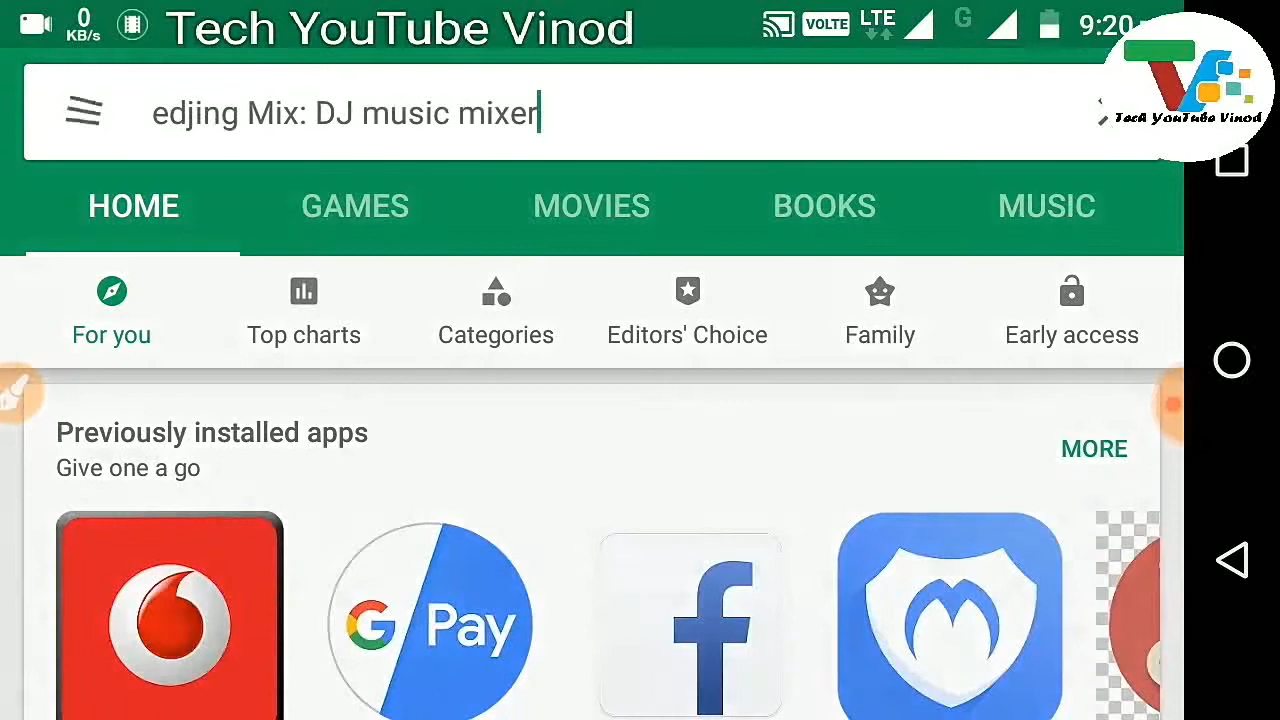 0
KB/s
Tech YouTube Vinod
VOLTE
LTE
G
9:20
Tech YouTube Vinod
edjing Mix: DJ music mixer
HOME
GAMES
MOVIES
BOOKS
MUSIC
For you
Top charts
Categories
Editors' Choice
Family
Early access
Previously installed apps
Give one a go
MORE
G Pay
f